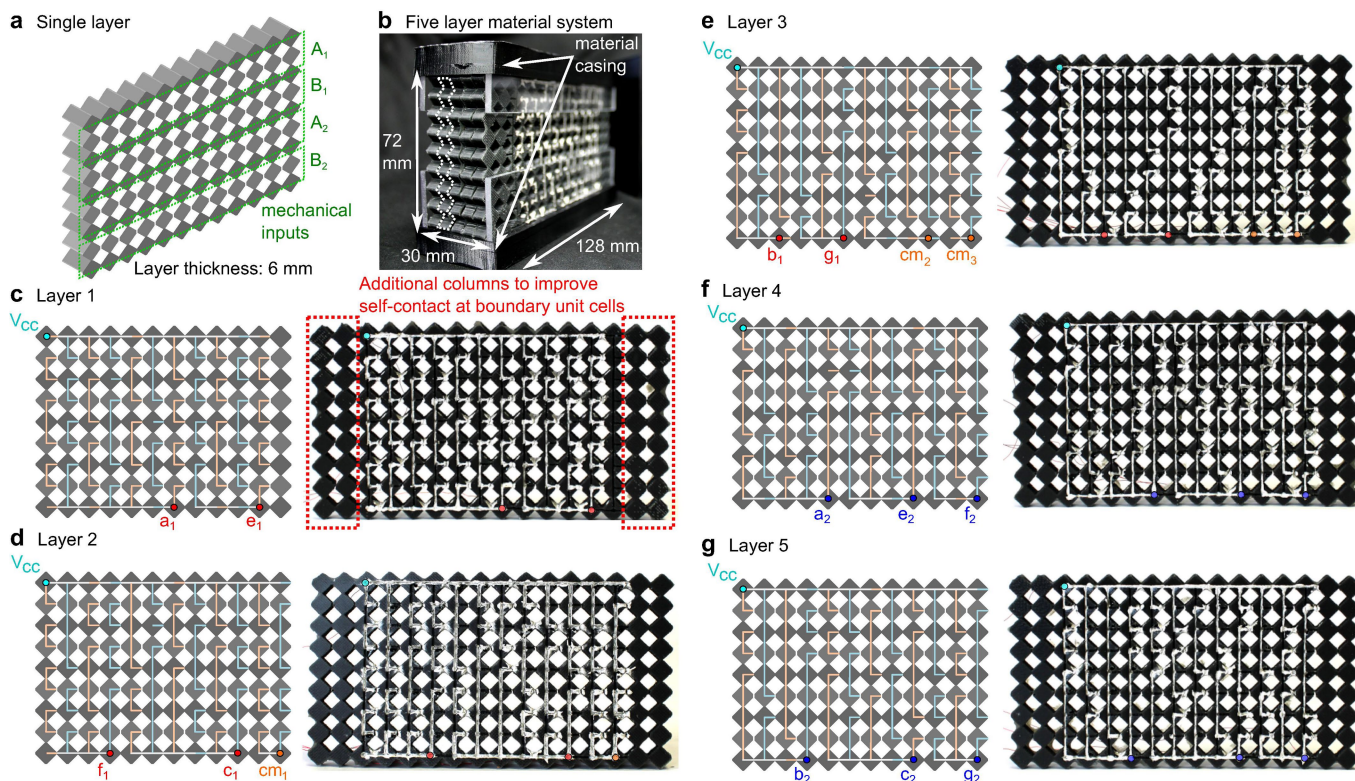 a Single layer
A1
B1
A2
B2
mechanical
inputs
Layer thickness: 6 mm
b Five layer material system
material
casing
72
mm
30 mm
128 mm
c Layer 1
VCC
a1
e1
Additional columns to improve
self-contact at boundary unit cells
d Layer 2
VCC
f1
c1
cm1
e Layer 3
VCC
b1
g1
cm2
cm3
f Layer 4
VCC
a2
e2
f2
g Layer 5
VCC
b2
c2
g2